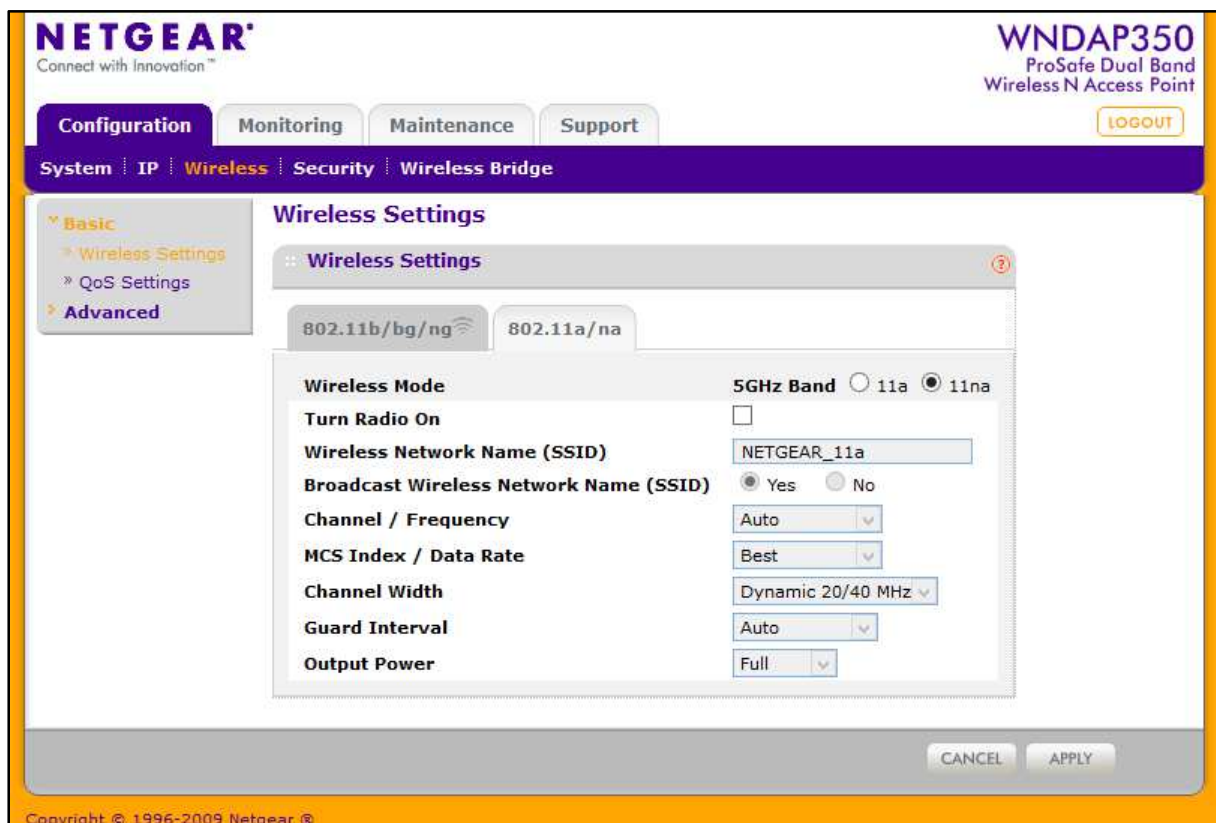 NETGEAR®
Connect with Innovation™
WNDAP350
ProSafe Dual Band
Wireless N Access Point
Configuration Monitoring Maintenance Support LOGOUT
System IP Wireless Security Wireless Bridge
Basic
» Wireless Settings
» QoS Settings
Advanced
Wireless Settings
Wireless Settings ?
802.11b/bg/ng 802.11a/na
Wireless Mode 5GHz Band 11a 11na
Turn Radio On
Wireless Network Name (SSID) NETGEAR_11a
Broadcast Wireless Network Name (SSID) Yes No
Channel / Frequency Auto
MCS Index / Data Rate Best
Channel Width Dynamic 20/40 MHz
Guard Interval Auto
Output Power Full
CANCEL APPLY
Copyright © 1996-2009 Netgear ®